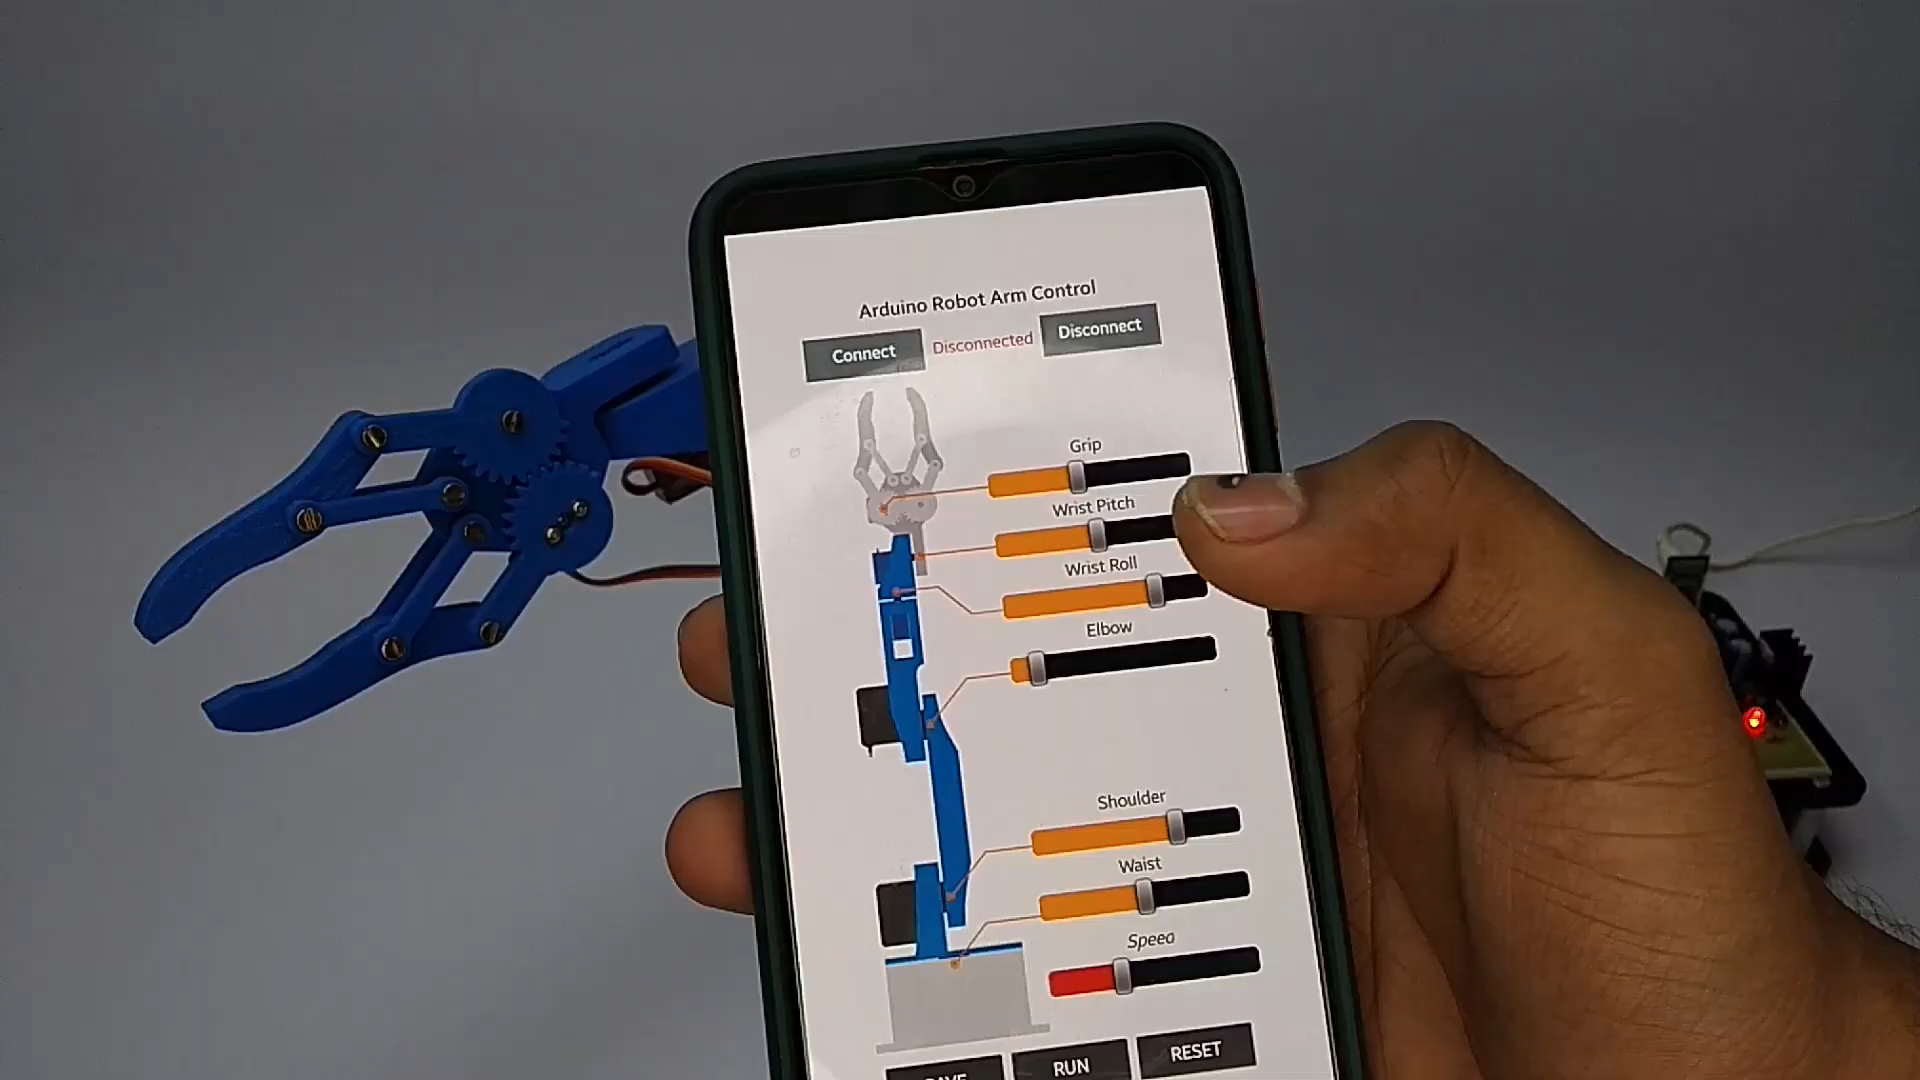 Arduino Robot Arm Control
Connect
Disconnected
Disconnect
Grip
Wrist Pitch
Wrist Roll
Elbow
Shoulder
Waist
Speed
RUN
RESET